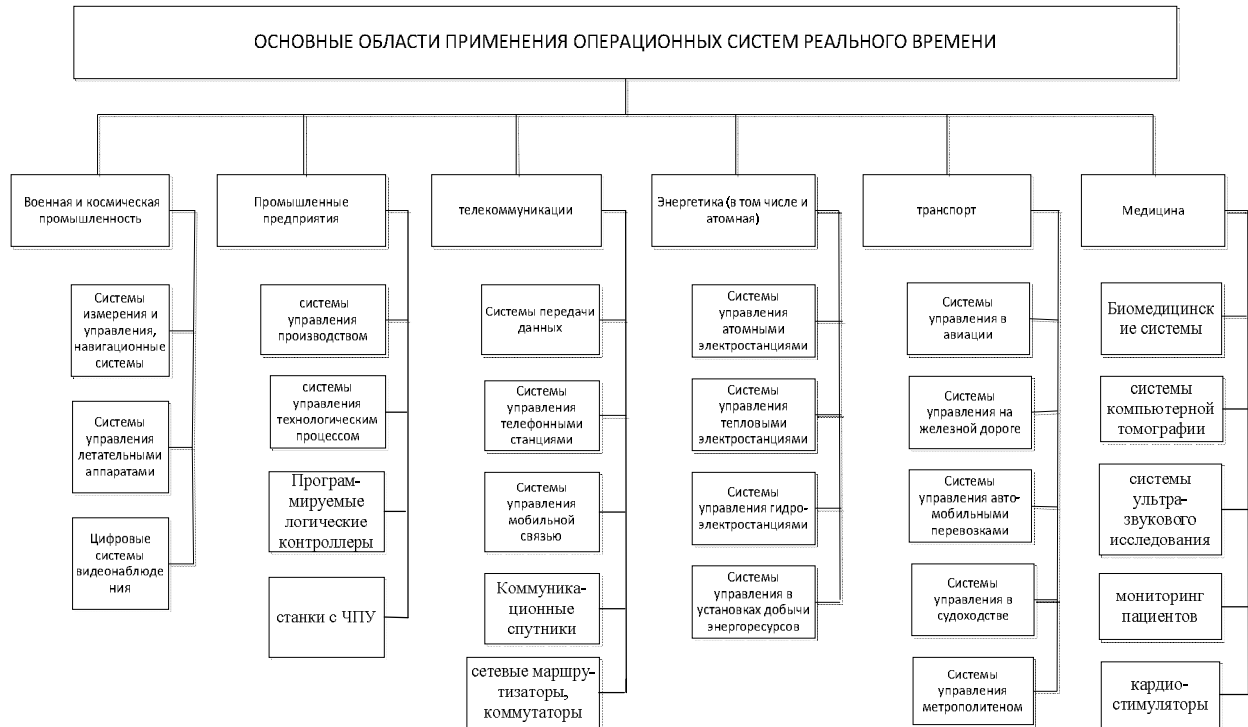 ОСНОВНЫЕ ОБЛАСТИ ПРИМЕНЕНИЯ ОПЕРАЦИОННЫХ СИСТЕМ РЕАЛЬНОГО ВРЕМЕНИ
Военная и космическая
промышленность
Системы
измерения и
управления,
навигационные
системы
Системы
управления
летательными
аппаратами
Цифровые
системы
видеонаблюде
ния
Промышленные
предприятия
системы
управления
производством
системы
управления
технологическим
процессом
Програм-
мируемые
логические
контроллеры
станки с ЧПУ
телекоммуникации
Системы передачи
данных
Системы
управления
телефонными
станциями
Системы
управления
мобильной
связью
Коммуника-
ационные
спутники
сетевые маршру-
тизаторы,
коммутаторы
Энергетика (в том числе и
атомная)
Системы
управления
атомными
электростанциями
Системы
управления
тепловыми
электростанциями
Системы
управления гидро-
электростанциями
Системы
управления в
установках добычи
энергоресурсов
транспорт
Системы
управления в
авиации
Системы
управления на
железной дороге
Системы
управления авто-
мобильными
перевозками
Системы
управления в
судоходстве
Системы
управления
метрополитеном
Медицина
Биомедицинск
ие системы
системы
компьютерной
томографии
системы
ультра-
звукового
исследования
мониторинг
пациентов
кардио-
стимуляторы